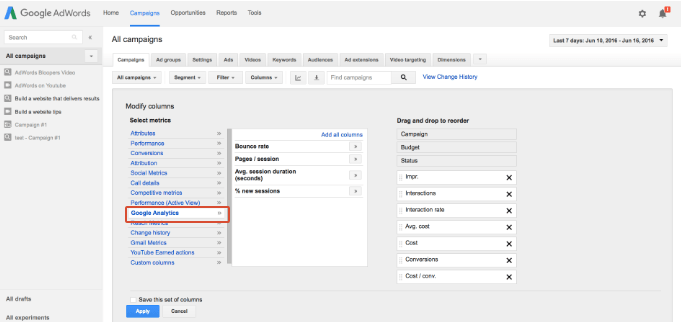 Google AdWords Home Campaigns Opportunities Reports Tools
Search
All campaigns
AdWords Bloopers Video
AdWords on Youtube
Build a website that delivers results
Build a website tips
Campaign #1
test - Campaign #1
All drafts
All experiments
All campaigns
Last 7 days: Jun 10, 2016 - Jun 16, 2016
Campaigns Ad groups Settings Ads Videos Keywords Audiences Ad extensions Video targeting Dimensions
All campaigns Segment Filter Columns Find campaigns View Change History
Modify columns
Select metrics
Attributes »
Performance »
Conversions »
Attribution »
Social Metrics »
Call details »
Competitive metrics »
Performance (Active View) »
Google Analytics »
Reach Metrics »
Change history »
Gmail Metrics »
YouTube Earned actions »
Custom columns »
Add all columns
Bounce rate »
Pages / session »
Avg. session duration
(seconds) »
% new sessions »
Drag and drop to reorder
Campaign
Budget
Status
Impr.
Interactions
Interaction rate
Avg. cost
Cost
Conversions
Cost / conv.
Save this set of columns
Apply Cancel